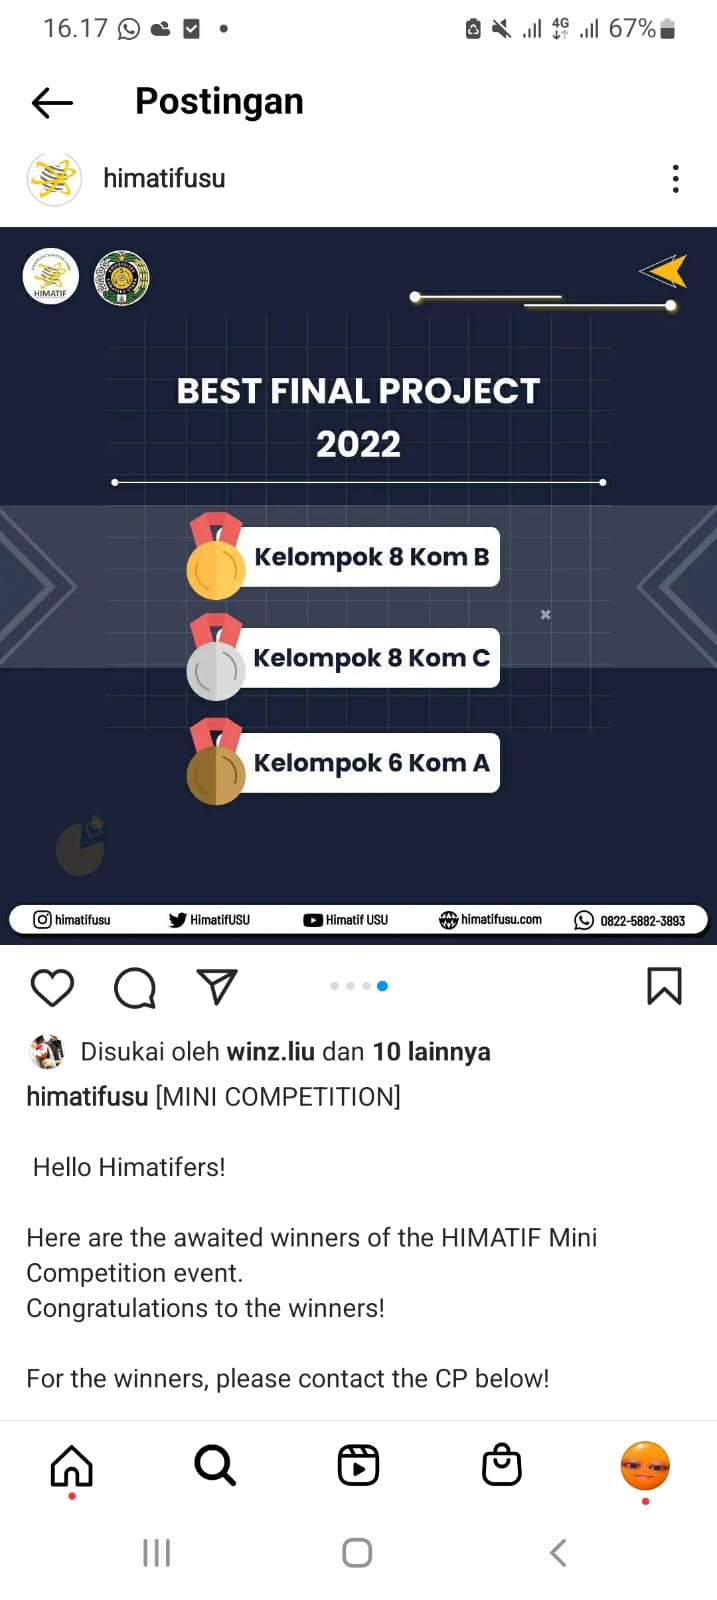 16.17
4G
67%
Postingan
himatifusu
HIMATIF
BEST FINAL PROJECT
2022
Kelompok 8 Kom B
Kelompok 8 Kom C
Kelompok 6 Kom A
himatifusu
HimatifUSU
Himatif USU
himatifusu.com
0822-5882-3893
Disukai oleh winz.liu dan 10 lainnya
himatifusu [MINI COMPETITION]
Hello Himatifers!
Here are the awaited winners of the HIMATIF Mini
Competition event.
Congratulations to the winners!
For the winners, please contact the CP below!